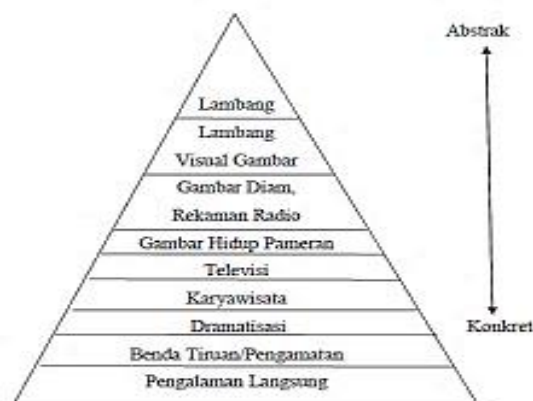 Abstrak
Lambang
Lambang
Visual Gambar
Gambar Diam,
Rekaman Radio
Gambar Hidup Pameran
Televisi
Karyawisata
Dramatisasi
Konkret
Benda Tiruan/Pengamatan
Pengalaman Langsung